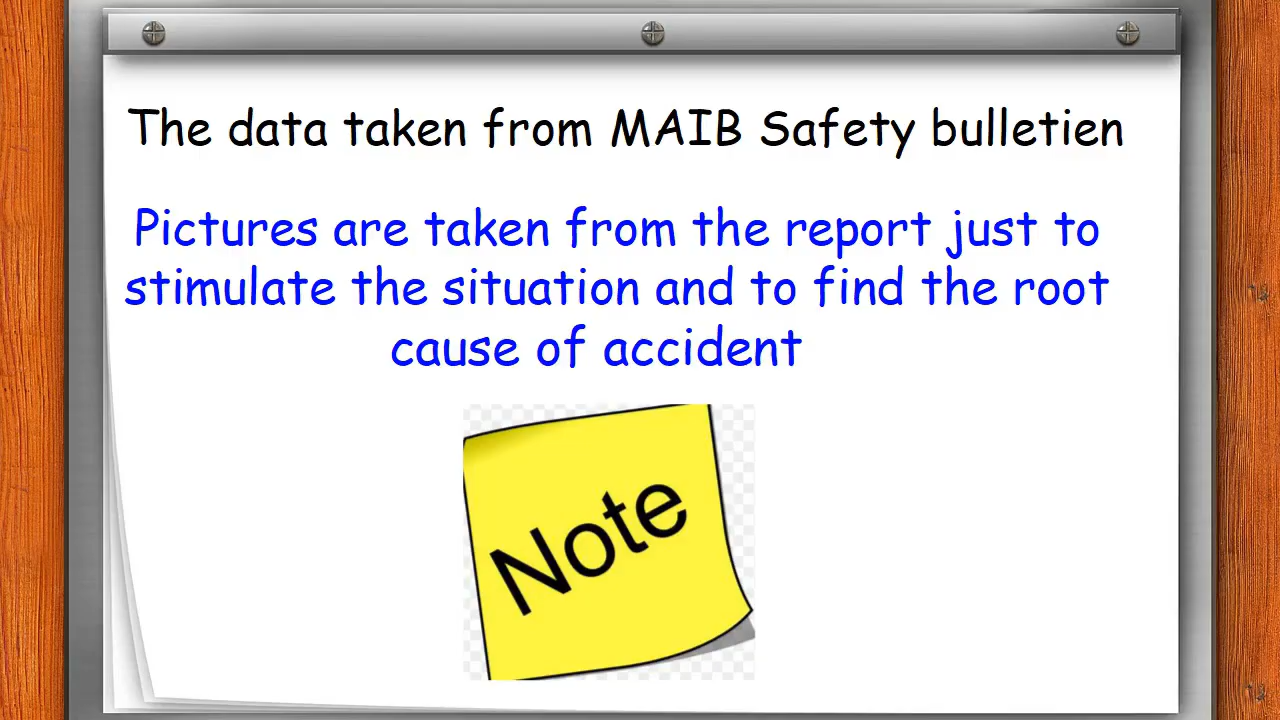 The data taken from MAIB Safety bulletien
Pictures are taken from the report just to
stimulate the situation and to find the root
cause of accident
Note